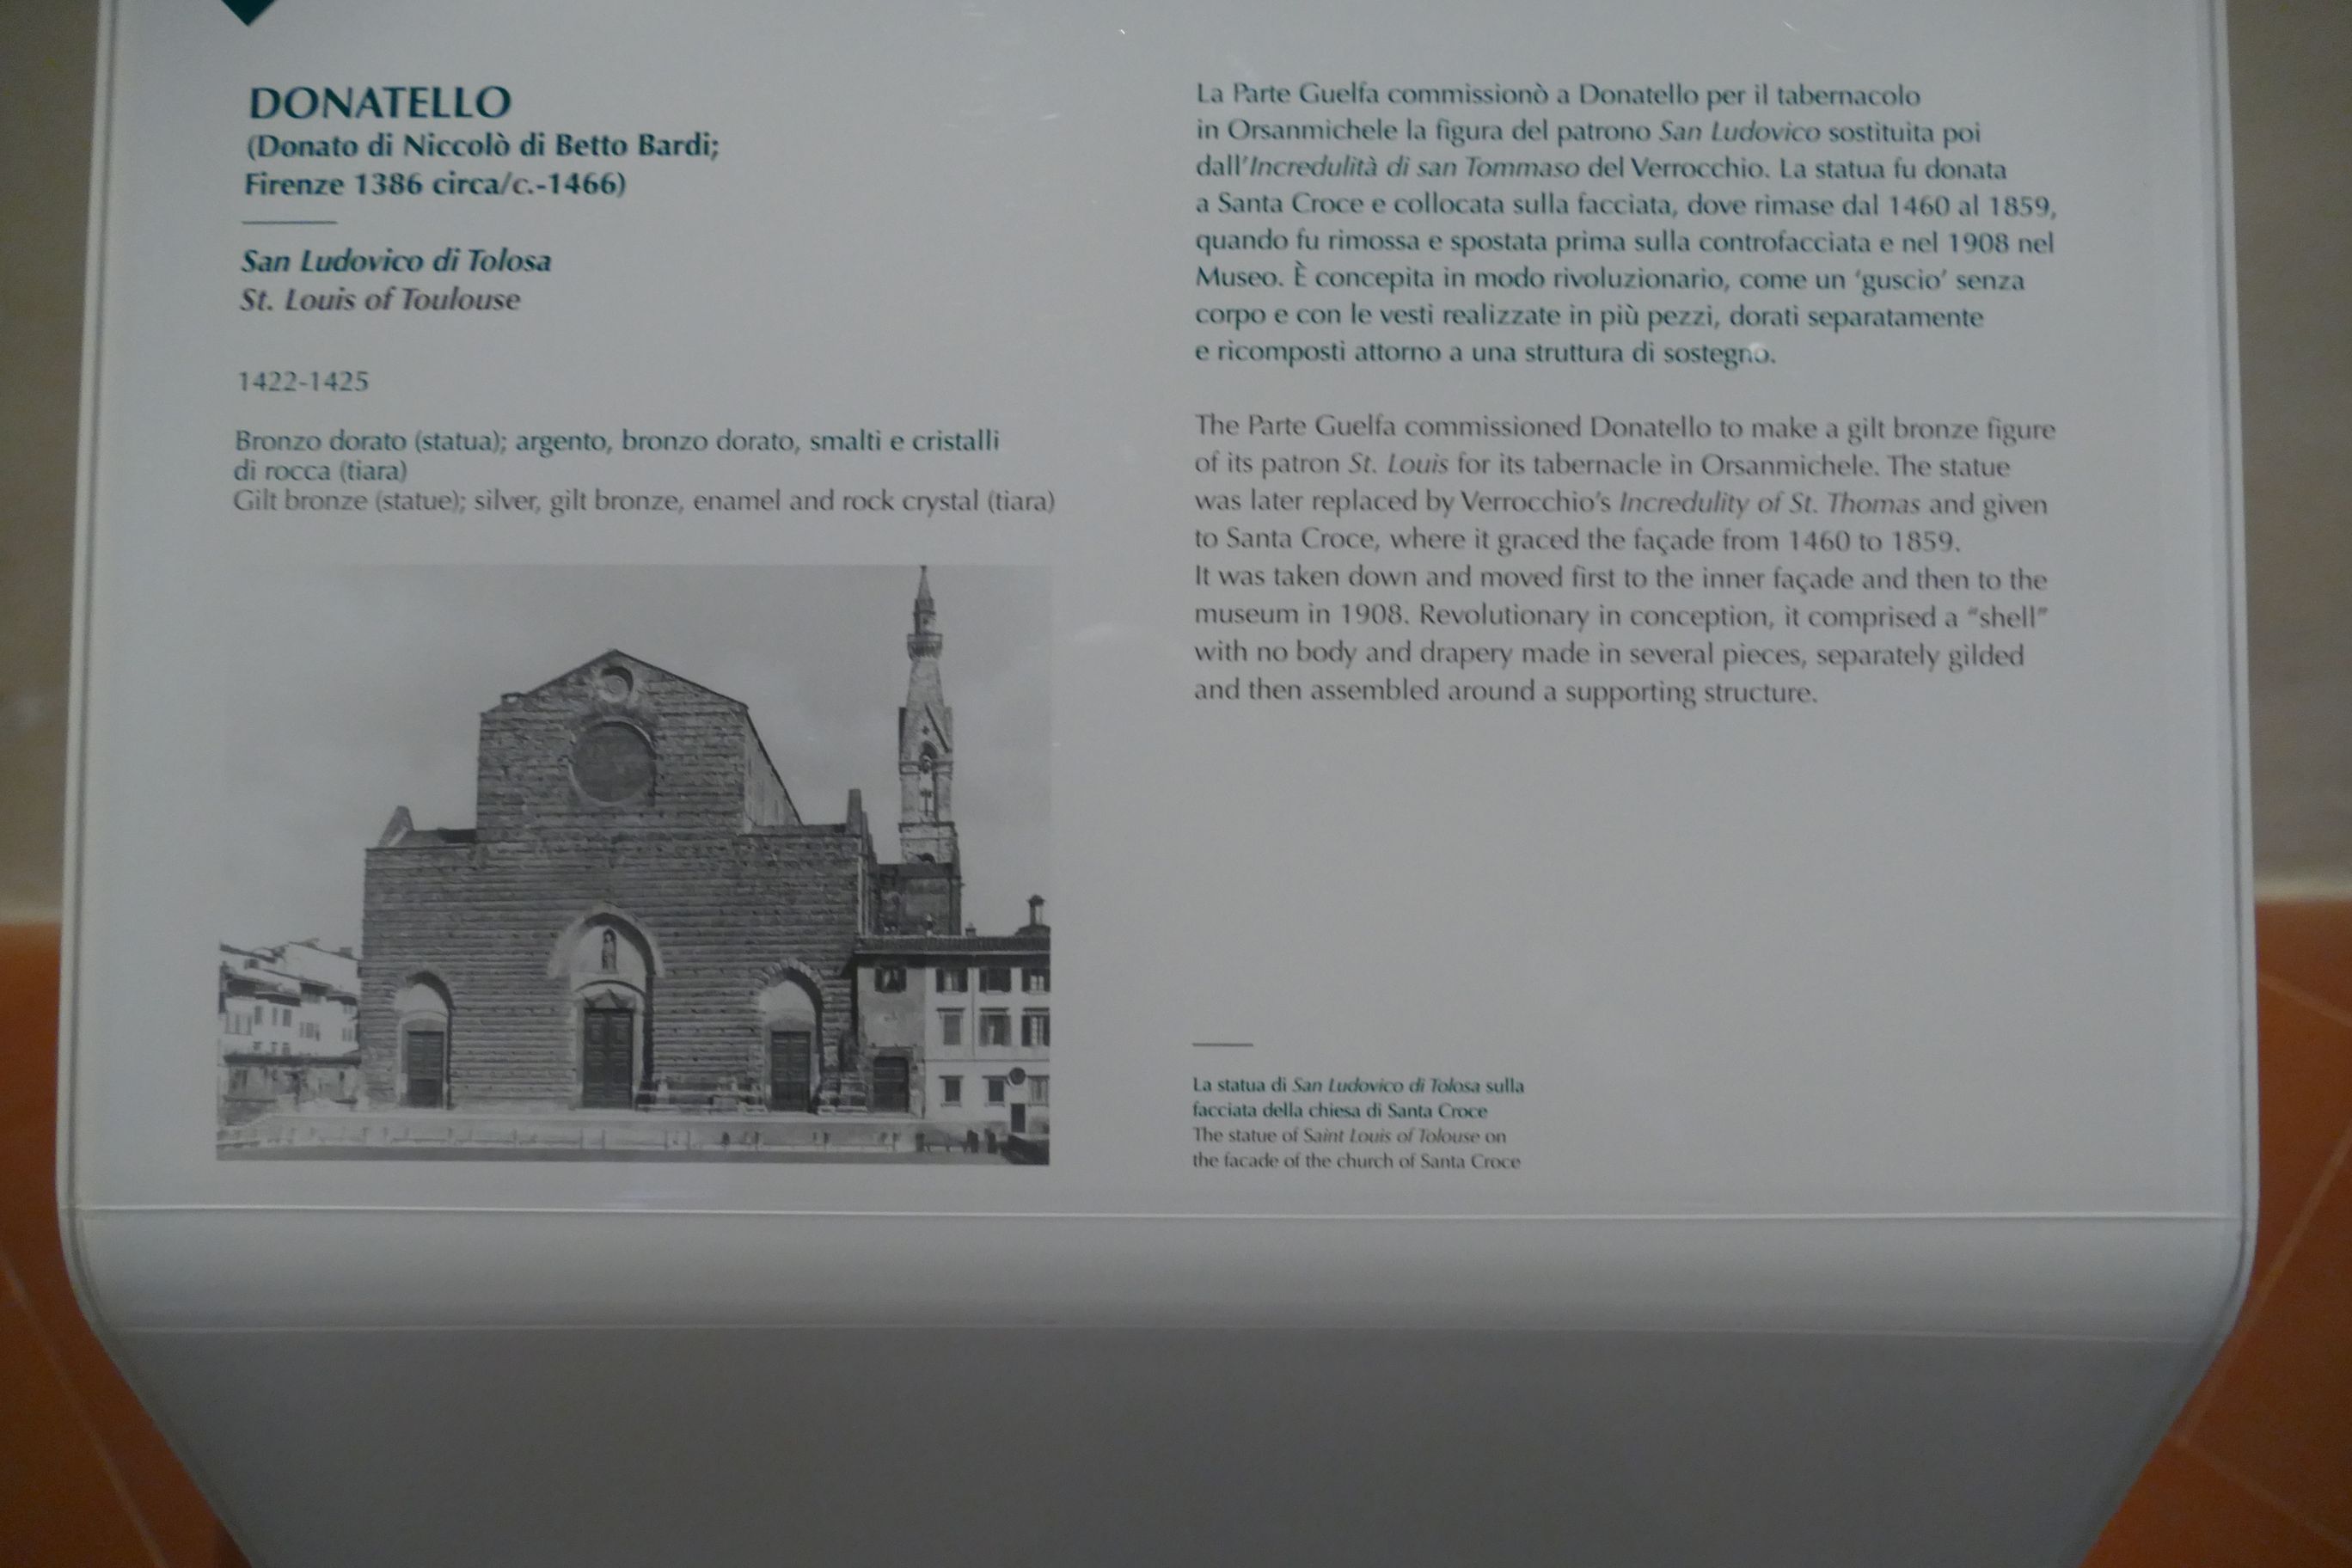 DONATELLO
(Donato di Niccolò di Betto Bardi;
Firenze 1386 circa/c.-1466)
San Ludovico di Tolosa
St. Louis of Toulouse
1422-1425
Bronzo dorato (statua); argento, bronzo dorato, smalti e cristalli
di rocca (tiara)
Gilt bronze (statue); silver, gilt bronze, enamel and rock crystal (tiara)
La Parte Guelfa commissionò a Donatello per il tabernacolo
in Orsanmichele la figura del patrono San Ludovico sostituita poi
dall'Incredulità di san Tommaso del Verrocchio. La statua fu donata
a Santa Croce e collocata sulla facciata, dove rimase dal 1460 al 1859,
quando fu rimossa e spostata prima sulla controfacciata e nel 1908 nel
Museo. È concepita in modo rivoluzionario, come un 'guscio' senza
corpo e con le vesti realizzate in più pezzi, dorati separatamente
e ricomposti attorno a una struttura di sostegno.
The Parte Guelfa commissioned Donatello to make a gilt bronze figure
of its patron St. Louis for its tabernacle in Orsanmichele. The statue
was later replaced by Verrocchio's Incredulity of St. Thomas and given
to Santa Croce, where it graced the façade from 1460 to 1859.
It was taken down and moved first to the inner façade and then to the
museum in 1908. Revolutionary in conception, it comprised a "shell"
with no body and drapery made in several pieces, separately gilded
and then assembled around a supporting structure.
La statua di San Ludovico di Tolosa sulla
facciata della chiesa di Santa Croce
The statue of Saint Louis of Tolouse on
the facade of the church of Santa Croce